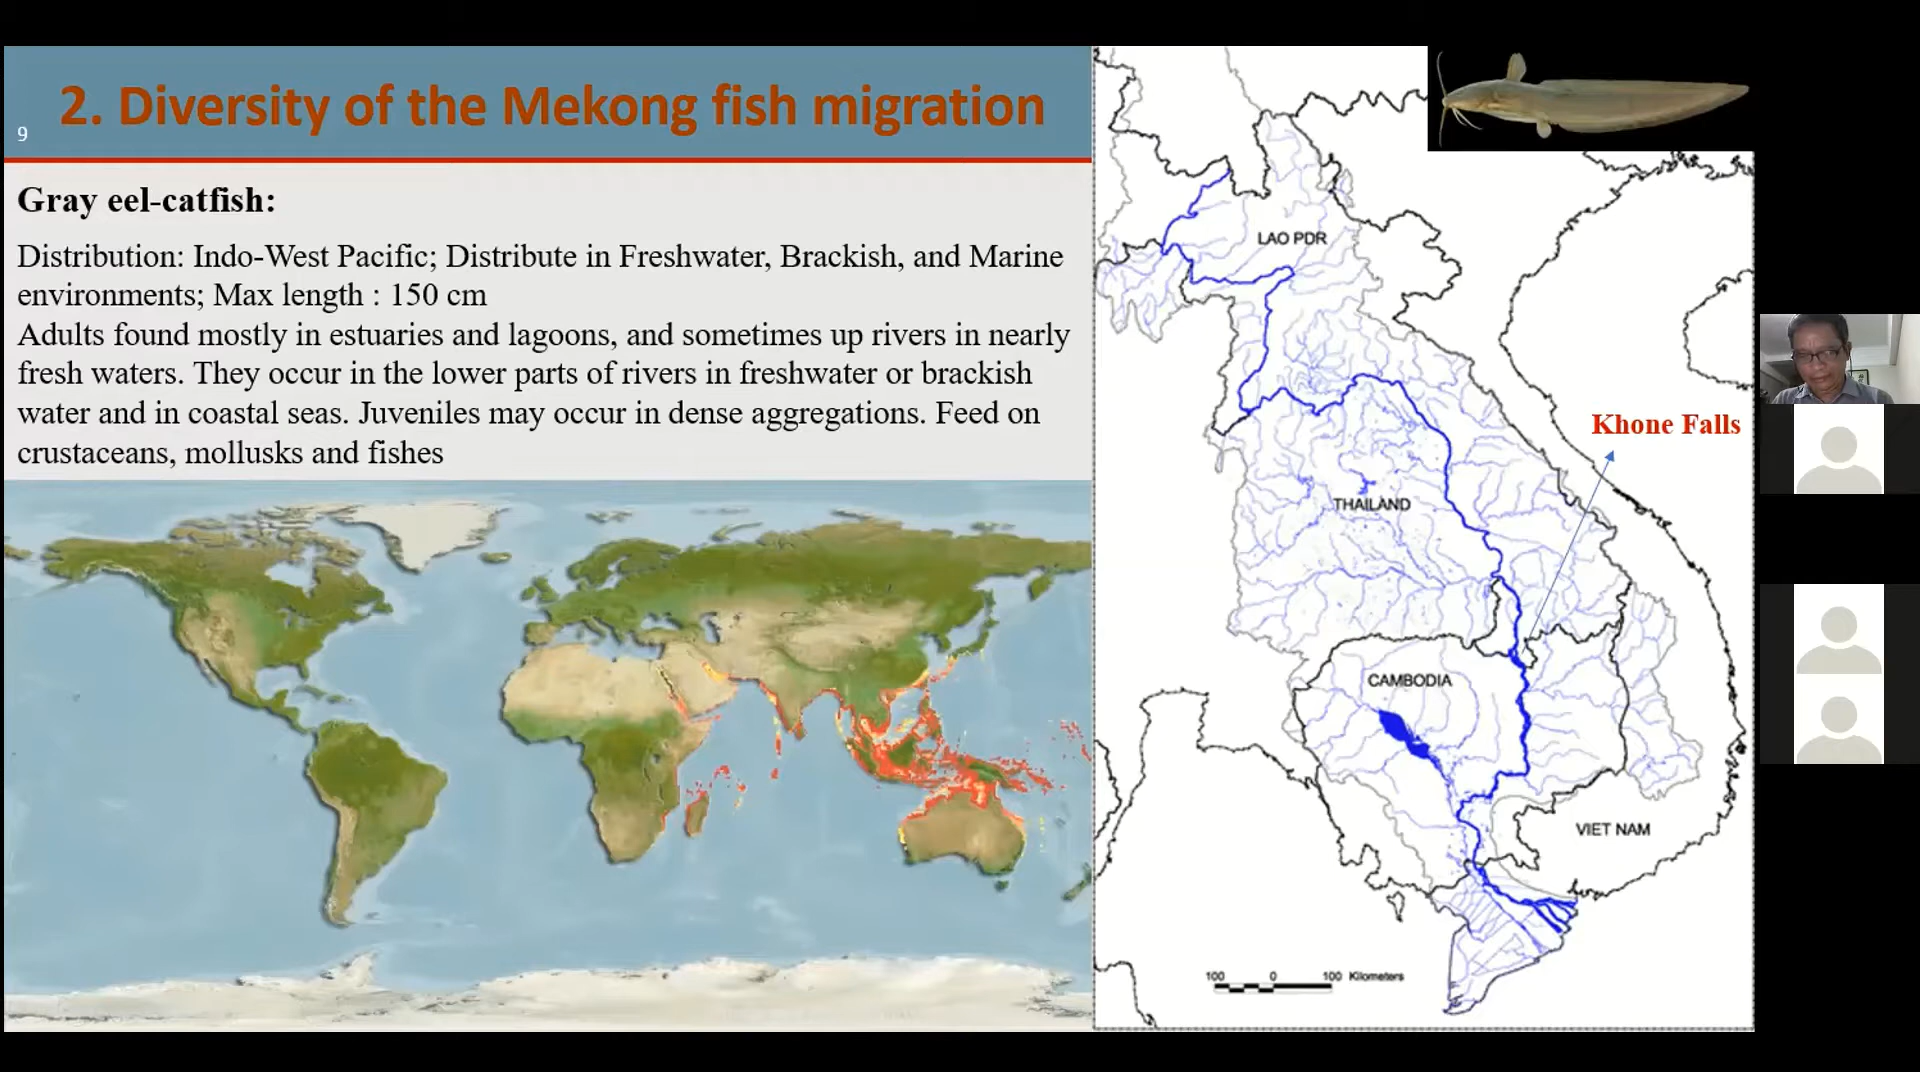 2. Diversity of the Mekong fish migration
9
Gray eel-catfish:
Distribution: Indo-West Pacific; Distribute in Freshwater, Brackish, and Marine
environments; Max length : 150 cm
Adults found mostly in estuaries and lagoons, and sometimes up rivers in nearly
fresh waters. They occur in the lower parts of rivers in freshwater or brackish
water and in coastal seas. Juveniles may occur in dense aggregations. Feed on
crustaceans, mollusks and fishes
LAO PDR
Khone Falls
THAILAND
CAMBODIA
VIET NAM
100 0 100 Kilometers